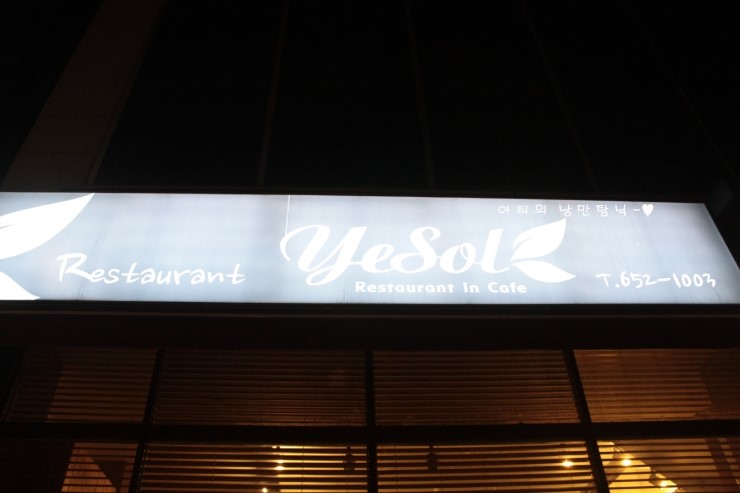 아티의 낭만탐닉-♥
Restaurant
YeSol
Restaurant in Cafe
T.652-1003